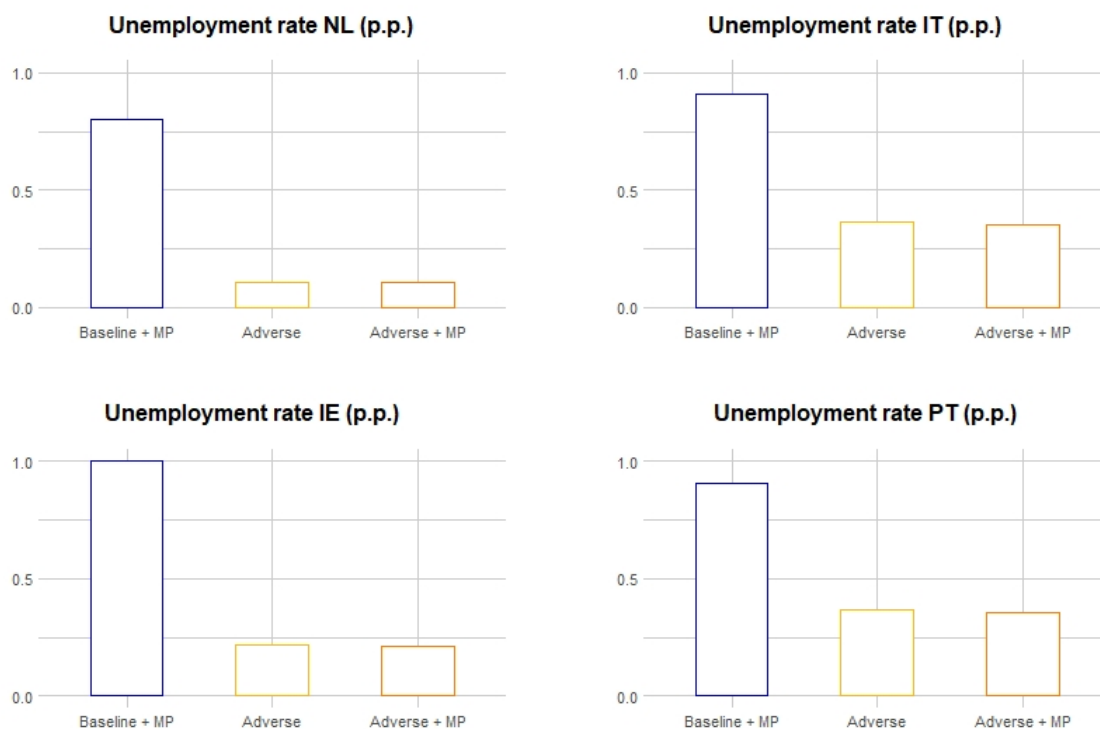 Unemployment rate NL (p.p.)
1.0
0.5
0.0
Baseline + MP
Adverse
Adverse + MP
Unemployment rate IT (p.p.)
1.0
0.5
0.0
Baseline + MP
Adverse
Adverse + MP
Unemployment rate IE (p.p.)
1.0
0.5
0.0
Baseline + MP
Adverse
Adverse + MP
Unemployment rate PT (p.p.)
1.0
0.5
0.0
Baseline + MP
Adverse
Adverse + MP